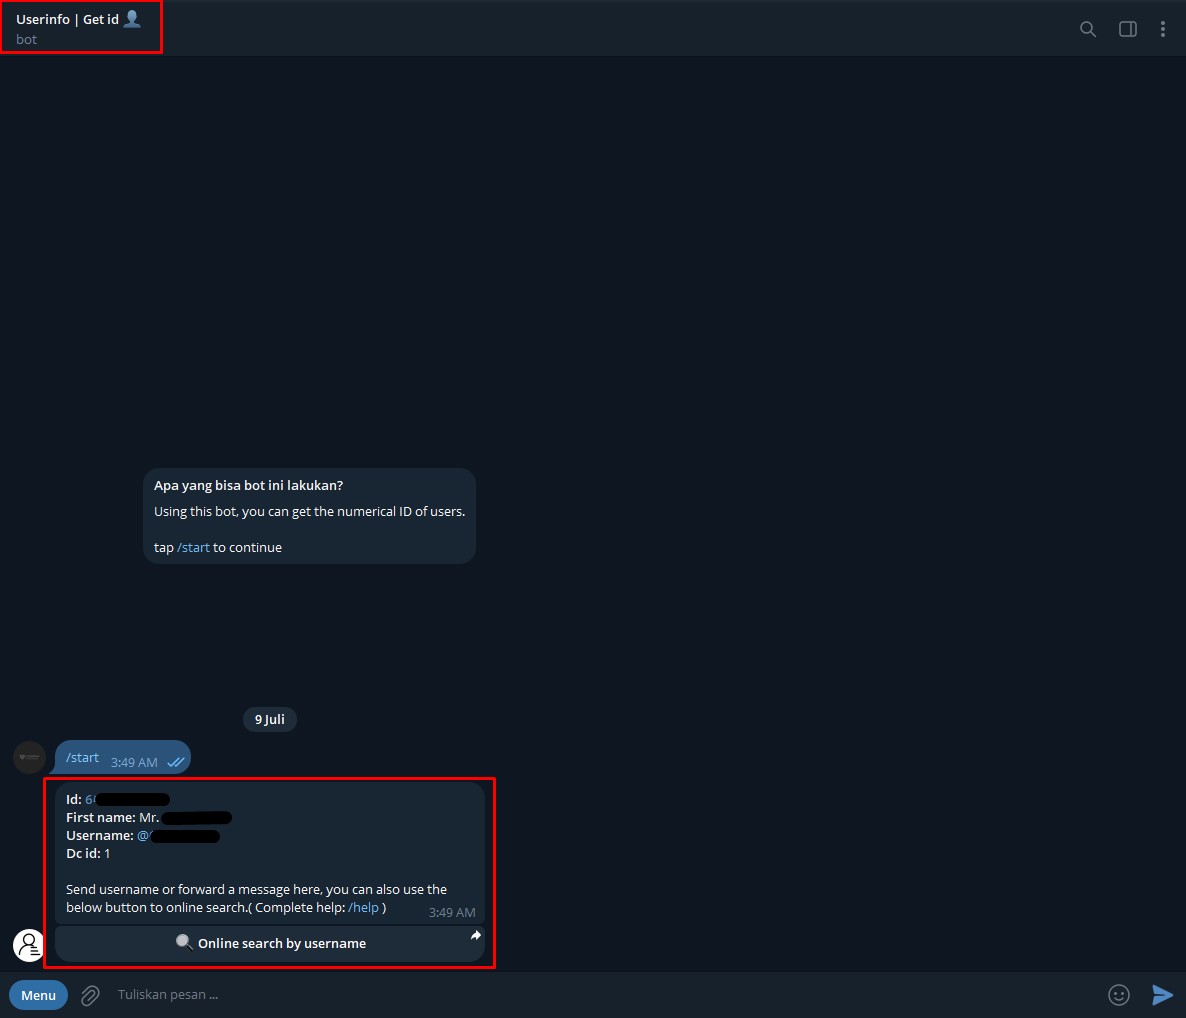 Userinfo | Get id
bot
Apa yang bisa bot ini lakukan?
Using this bot, you can get the numerical ID of users.
tap /start to continue
9 Juli
/start 3:49 AM
Id: 6
First name: Mr.
Username: @
Dc id: 1
Send username or forward a message here, you can also use the
below button to online search.( Complete help: /help ) 3:49 AM
Online search by username
Menu Tuliskan pesan ...